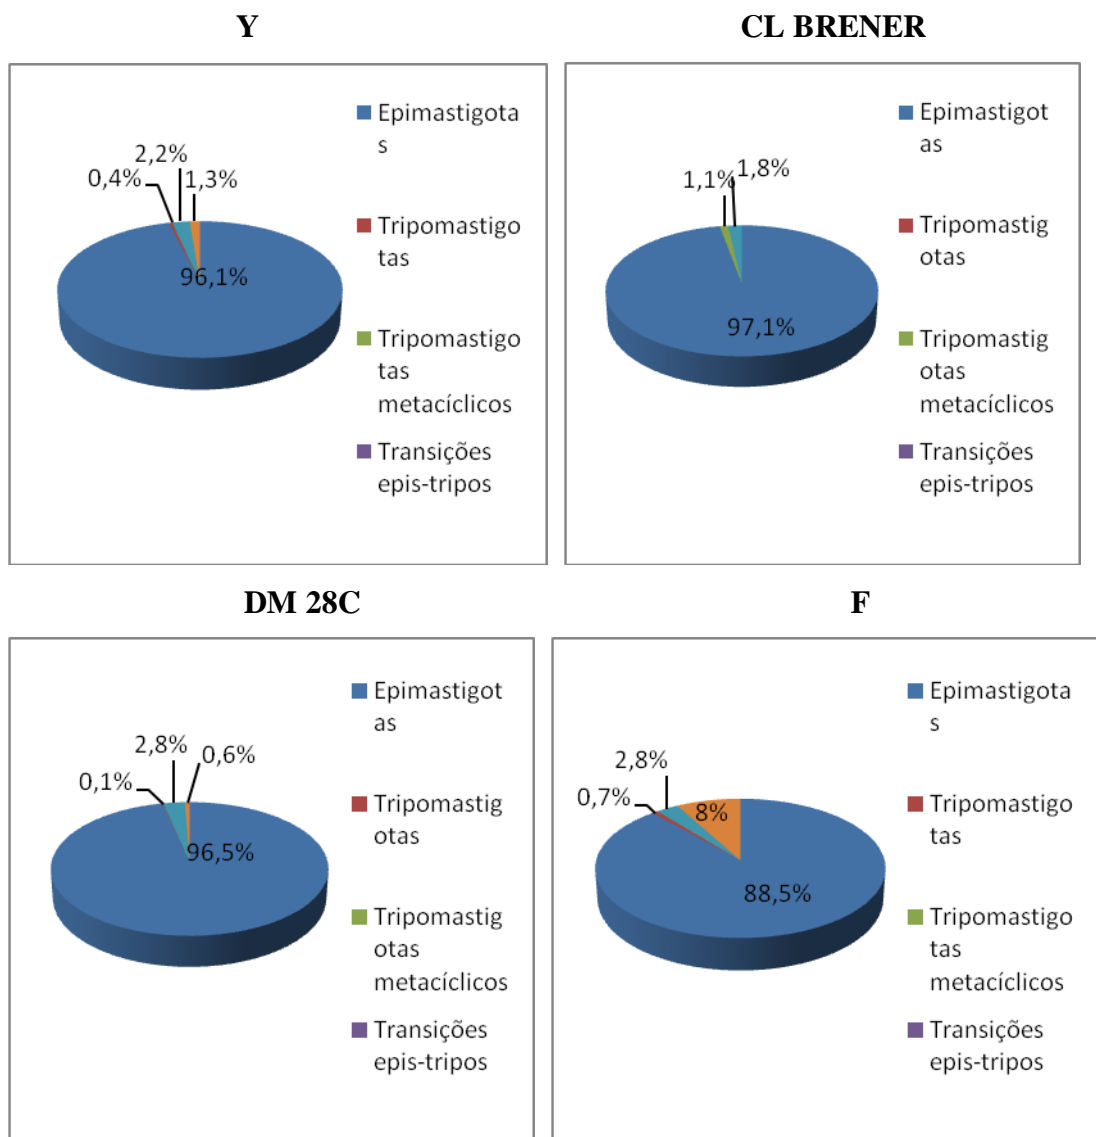 Y
CL BRENER
Epimastigota
s
Tripomastigo
tas
Tripomastigo
tas
metacíclicos
Transições
epis-tripos
2,2%
0,4%
1,3%
96,1%
Epimastigot
as
Tripomastig
otas
Tripomastig
otas
metacíclicos
Transições
epis-tripos
1,1%
1,8%
97,1%
DM 28C
F
Epimastigot
as
Tripomastig
otas
Tripomastig
otas
metacíclicos
Transições
epis-tripos
2,8%
0,6%
0,1%
96,5%
Epimastigota
s
Tripomastigo
tas
Tripomastigo
tas
metacíclicos
Transições
epis-tripos
2,8%
0,7%
8%
88,5%